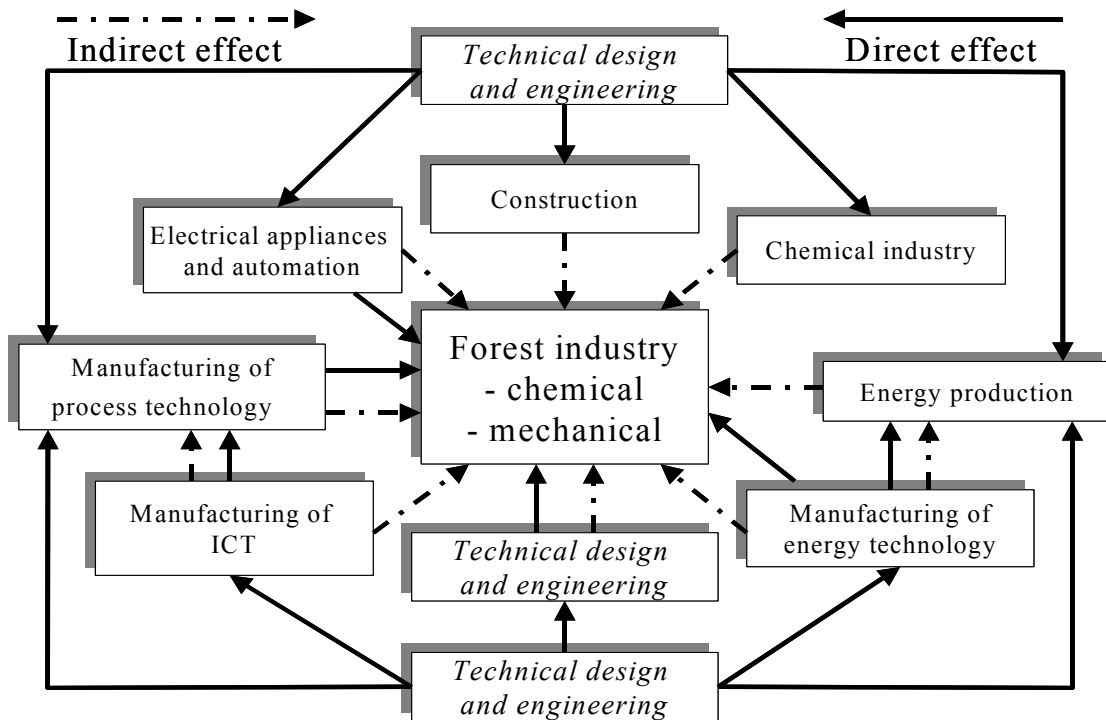 Indirect effect
Direct effect
Technical design
and engineering
Construction
Electrical appliances
and automation
Chemical industry
Forest industry
- chemical
- mechanical
Manufacturing of
process technology
Energy production
Manufacturing of
ICT
Technical design
and engineering
Manufacturing of
energy technology
Technical design
and engineering